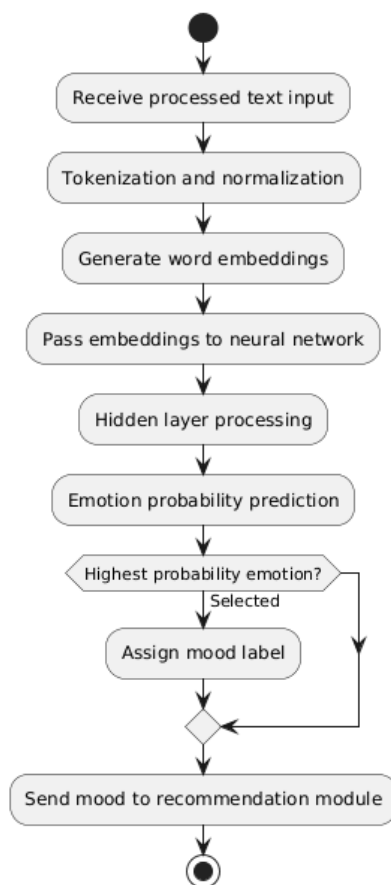 Receive processed text input
Tokenization and normalization
Generate word embeddings
Pass embeddings to neural network
Hidden layer processing
Emotion probability prediction
Highest probability emotion?
Selected
Assign mood label
Send mood to recommendation module